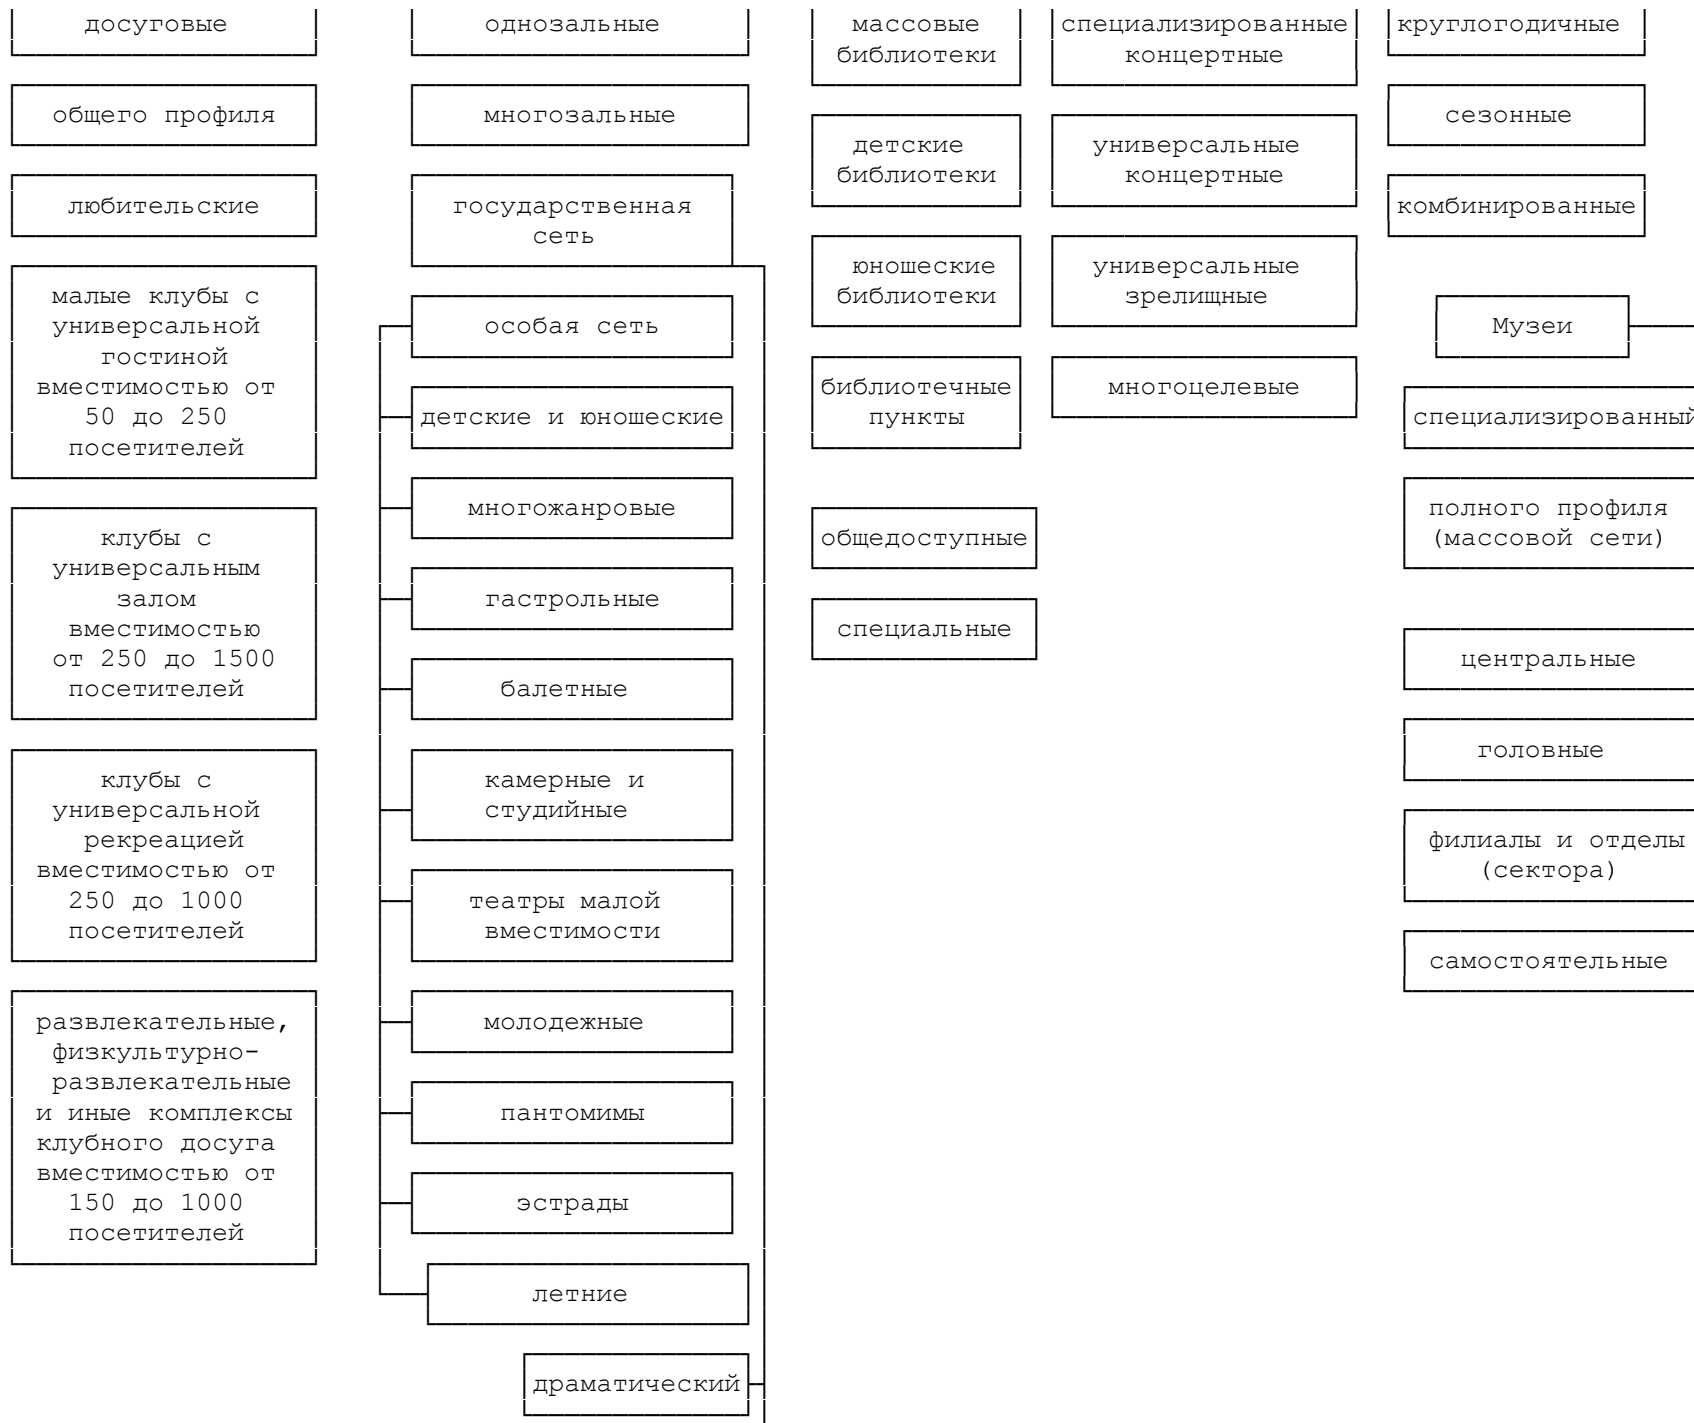 досуговые
общего профиля
любительские
малые клубы с
универсальной
гостиной
вместимостью от
50 до 250
посетителей
клубы с
универсальным
залом
вместимостью
от 250 до 1500
посетителей
клубы с
универсальной
рекреацией
вместимостью от
250 до 1000
посетителей
развлекательные,
физкультурно-
развлекательные
и иные комплексы
клубного досуга
вместимостью от
150 до 1000
посетителей
однозальные
многозальные
государственная
сеть
особая сеть
детские и юношеские
многожанровые
гастрольные
балетные
камерные и
студийные
театры малой
вместимости
молодежные
пантомимы
эстрады
летние
драматический
массовые
библиотеки
детские
библиотеки
юношеские
библиотеки
библиотечные
пункты
общедоступные
специальные
специализированные
концертные
универсальные
концертные
универсальные
зрелищные
многоцелевые
круглогодичные
сезонные
комбинированные
Музеи
специализированный
полного профиля
(массовой сети)
центральные
головные
филиалы и отделы
(сектора)
самостоятельные